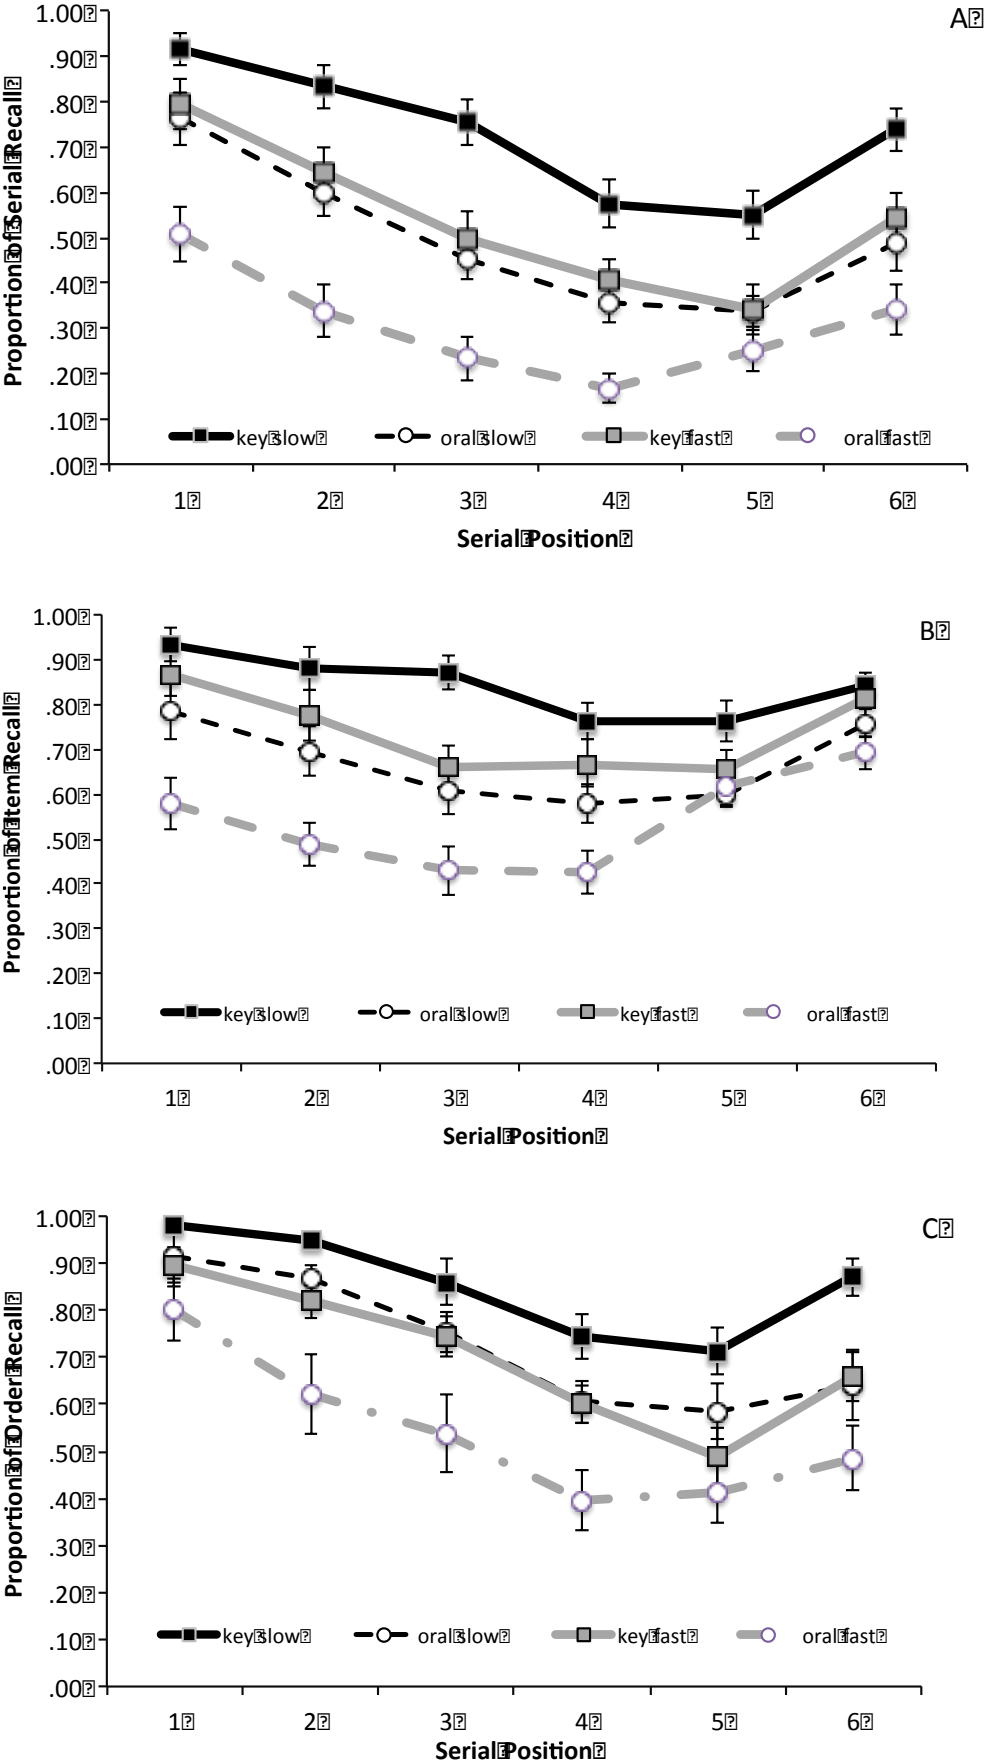 A
1.00
.90
.80
.70
.60
.50
.40
.30
.20
.10
.00
Proportion of Serial Recall
key slow oral slow key fast oral fast
1 2 3 4 5 6
Serial Position
B
1.00
.90
.80
.70
.60
.50
.40
.30
.20
.10
.00
Proportion of Item Recall
key slow oral slow key fast oral fast
1 2 3 4 5 6
Serial Position
C
1.00
.90
.80
.70
.60
.50
.40
.30
.20
.10
.00
Proportion of Order Recall
key slow oral slow key fast oral fast
1 2 3 4 5 6
Serial Position